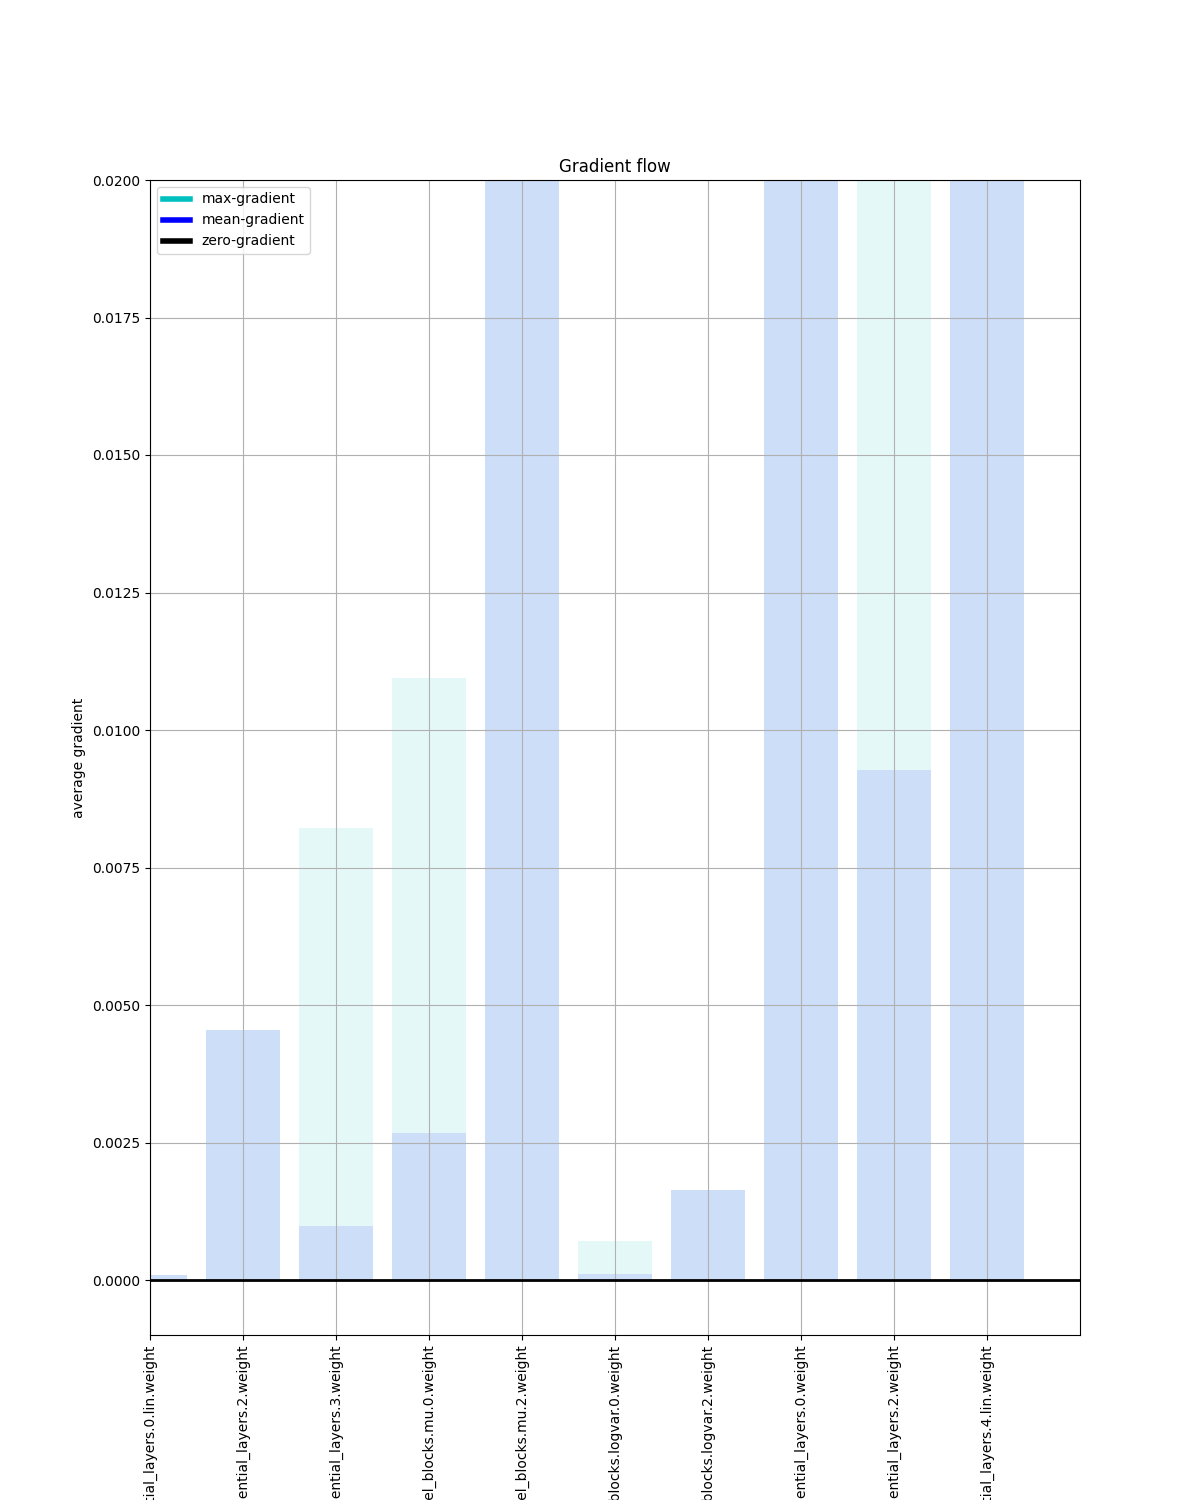 Gradient flow
max-gradient
mean-gradient
zero-gradient
0.0200
0.0175
0.0150
0.0125
0.0100
0.0075
0.0050
0.0025
0.0000
average gradient
tial_layers.0.lin.weight
ential_layers.2.weight
ential_layers.3.weight
el_blocks.mu.0.weight
el_blocks.mu.2.weight
blocks.logvar.0.weight
blocks.logvar.2.weight
ential_layers.0.weight
ential_layers.2.weight
tial_layers.4.lin.weight